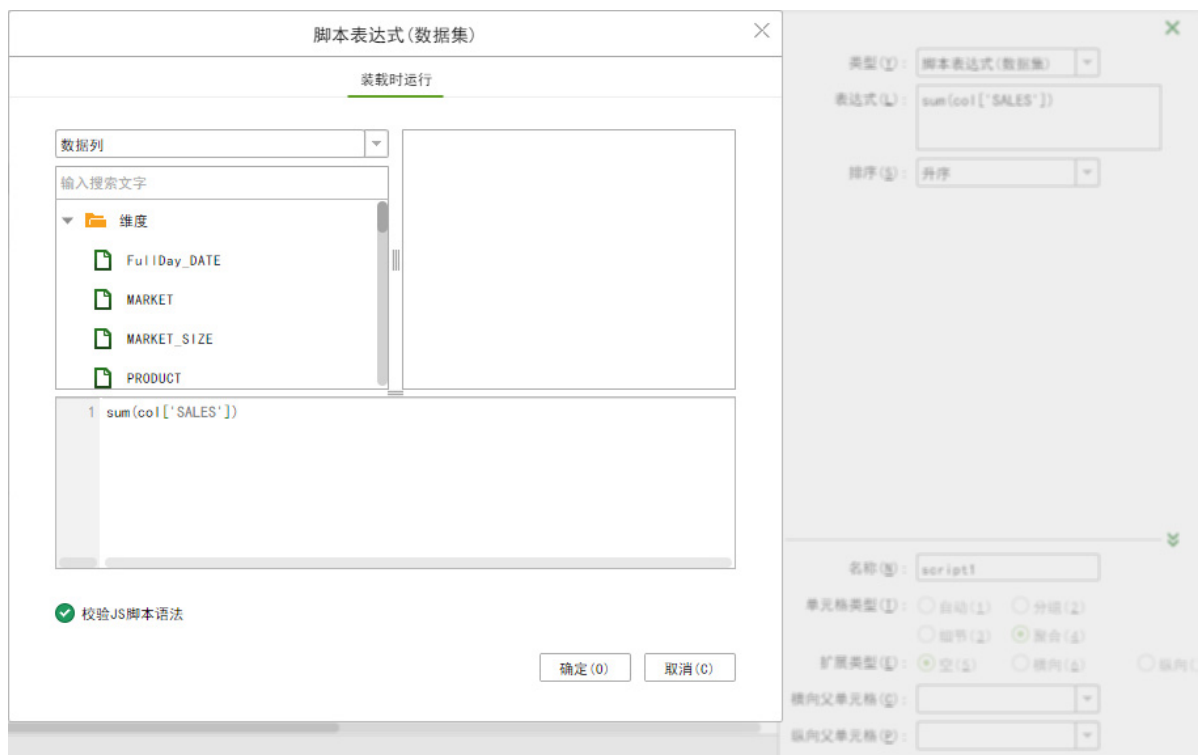 脚本表达式(数据集)
装载时运行
数据列
输入搜索文字
维度
FullDay_DATE
MARKET
MARKET_SIZE
PRODUCT
1 sum(col['SALES'])
校验JS脚本语法
确定(O) 取消(C)
类型(Y): 脚本表达式(数据集)
表达式(L): sum(col['SALES'])
排序(S): 升序
名称(N): script1
单元格类型(T): 自动(1) 分组(2)
细节(3) 聚合(4)
扩展类型(E): 空(5) 横向(6) 纵向(
横向父单元格(C):
纵向父单元格(P):